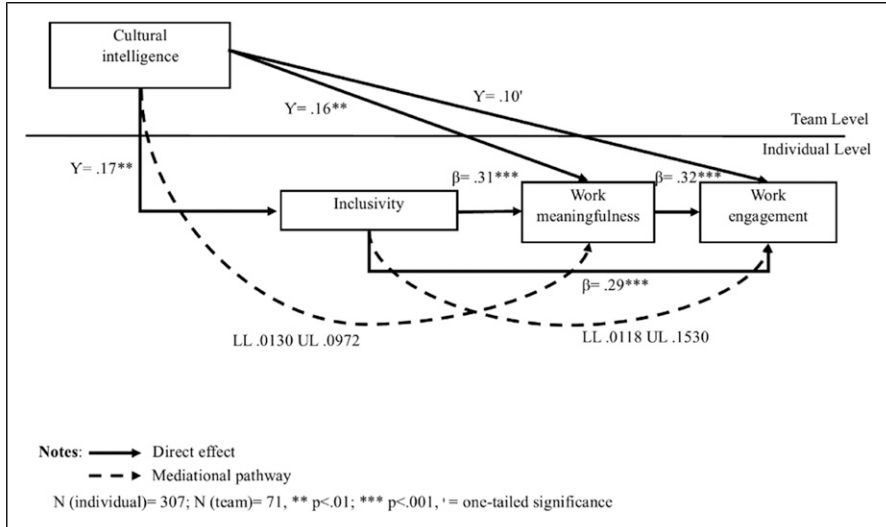 Cultural
intelligence
ϒ= .10'
ϒ= .16**
Team Level
Individual Level
ϒ= .17**
β= .31***
β= .32***
Inclusivity
Work
meaningfulness
Work
engagement
β= .29***
LL .0130 UL .0972
LL .0118 UL .1530
Notes: Direct effect
Mediational pathway
N (individual)= 307; N (team)= 71, ** p<.01; *** p<.001, ' = one-tailed significance